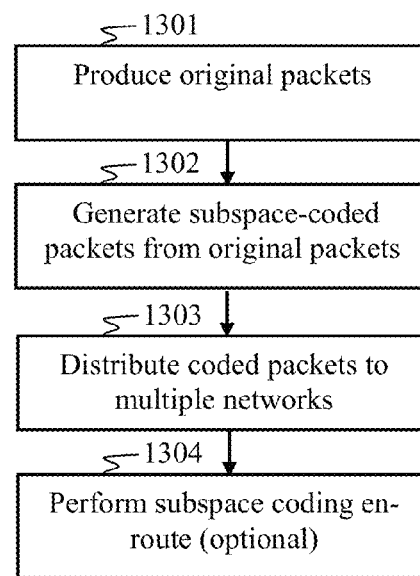 1301
Produce original packets
1302
Generate subspace-coded
packets from original packets
1303
Distribute coded packets to
multiple networks
1304
Perform subspace coding en-
route (optional)